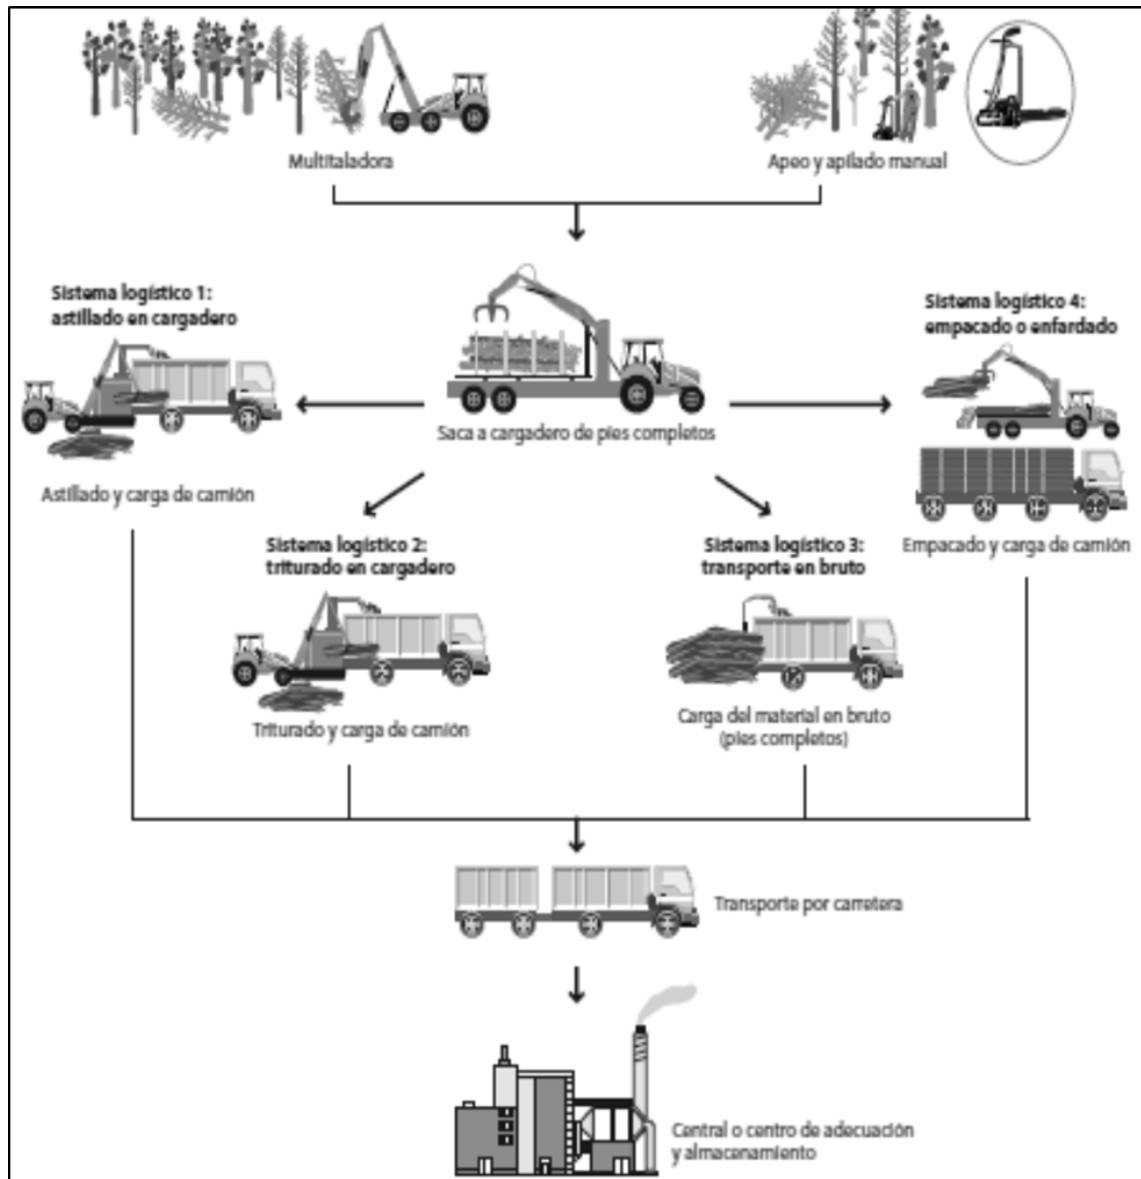 Multitaladora
Apeo y apilado manual
Sistema logístico 1:
astillado en cargadero
Saca a cargadero de pies completos
Sistema logístico 4:
empacado o enfardado
Astillado y carga de camión
Empacado y carga de camión
Sistema logístico 2:
triturado en cargadero
Sistema logístico 3:
transporte en bruto
Triturado y carga de camión
Carga del material en bruto
(pies completos)
Transporte por carretera
Central o centro de adecuación
y almacenamiento